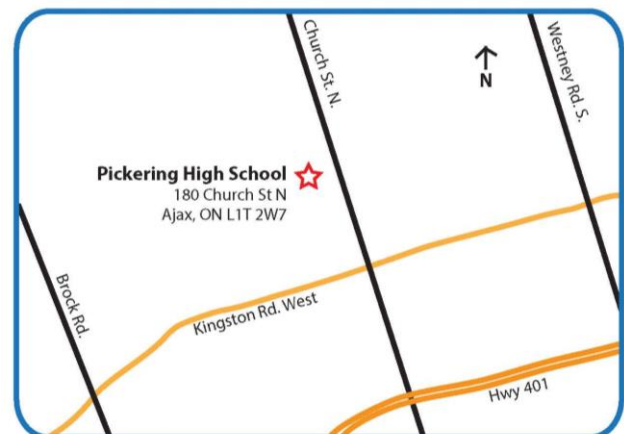 Church St. N.
Westney Rd. S.
N
Pickering High School
180 Church St N
Ajax, ON L1T 2W7
Brock Rd.
Kingston Rd. West
Hwy 401